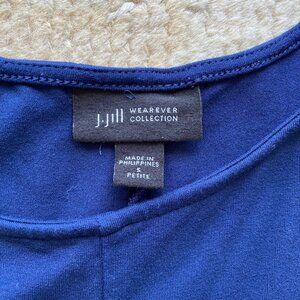 J.Jill WEAREVER
COLLECTION
MADE IN
PHILIPPINES
S
PETITE